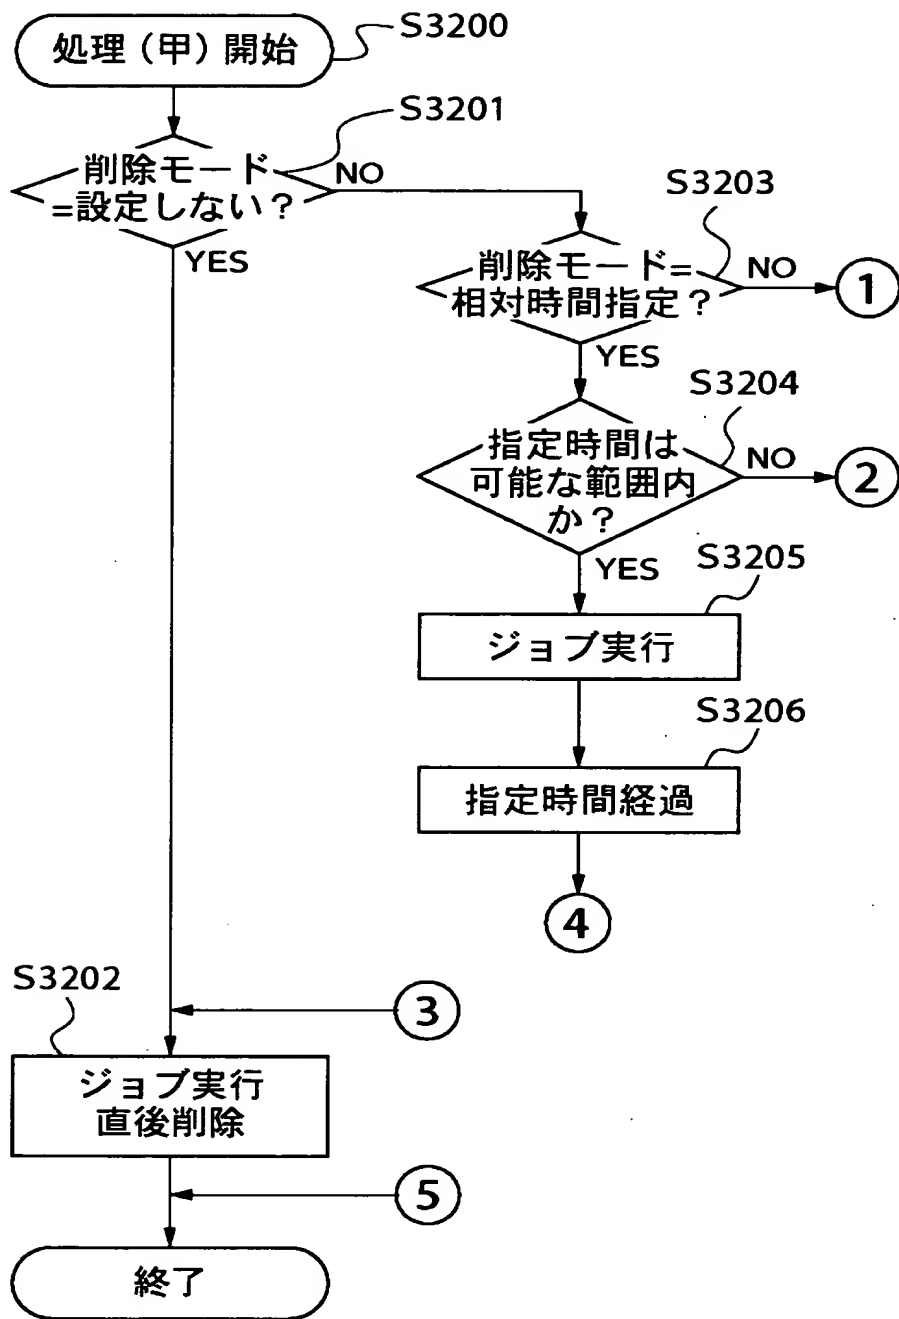 処理（甲）開始
S3200
S3201
削除モード
=設定しない？
NO
YES
S3203
削除モード=
相対時間指定？
NO
1
YES
S3204
指定時間は
可能な範囲内
か？
NO
2
YES
S3205
ジョブ実行
S3206
指定時間経過
4
S3202
3
ジョブ実行
直後削除
5
終了